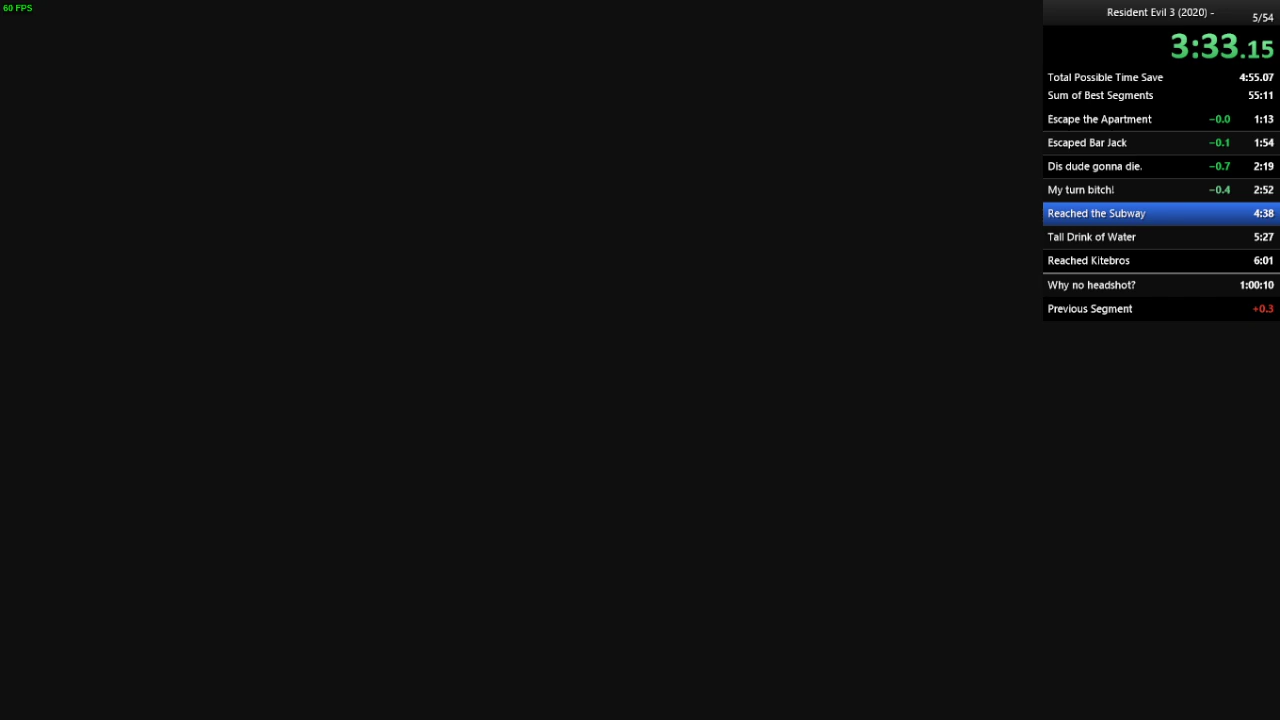 60 FPS
Resident Evil 3 (2020) -
5/54
3:33.15
Total Possible Time Save 4:55.07
Sum of Best Segments 55:11
Escape the Apartment −0.0 1:13
Escaped Bar Jack −0.1 1:54
Dis dude gonna die. −0.7 2:19
My turn bitch! −0.4 2:52
Reached the Subway 4:38
Tall Drink of Water 5:27
Reached Kitebros 6:01
Why no headshot? 1:00:10
Previous Segment +0.3